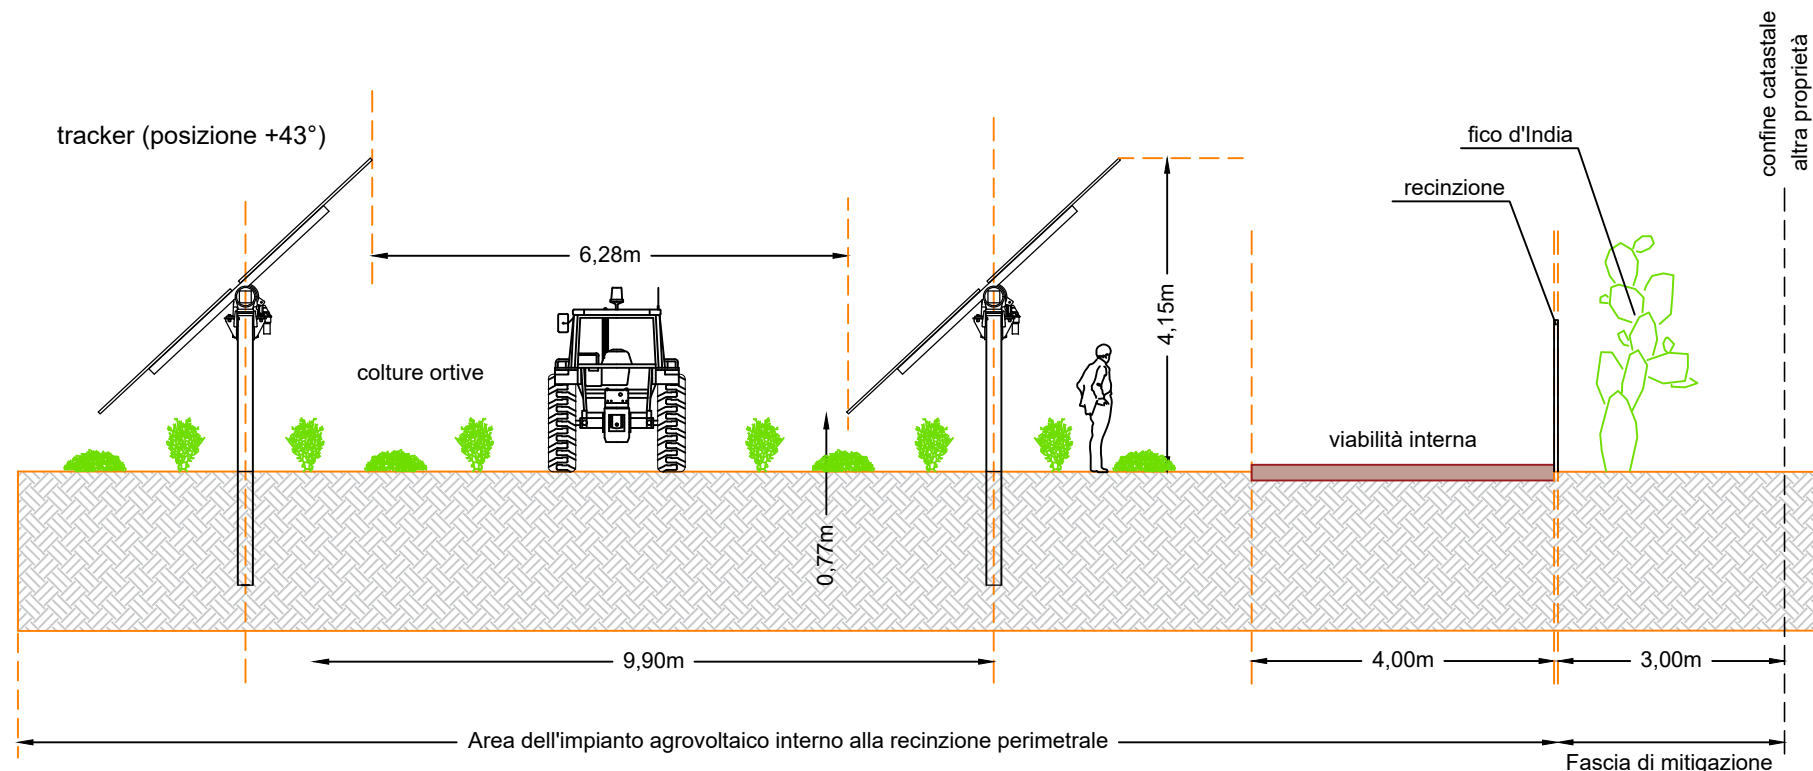 confine catastale
altra proprietà
tracker (posizione +43°)
fico d'India
recinzione
6,28m
4,15m
colture ortive
viabilità interna
0,77m
9,90m
4,00m
3,00m
Area dell'impianto agrovoltaico interno alla recinzione perimetrale
Fascia di mitigazione